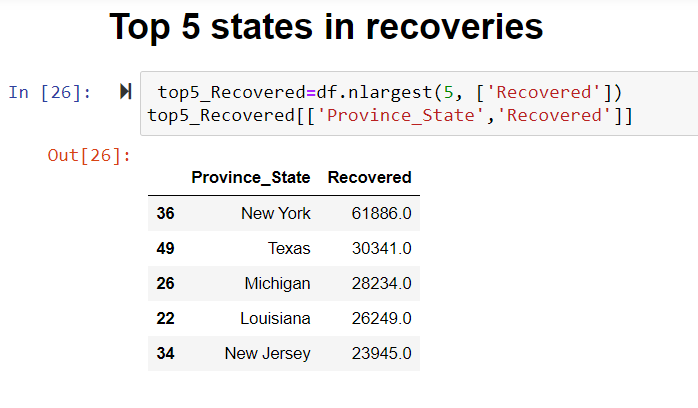 Top 5 states in recoveries
In [26]: top5_Recovered=df.nlargest(5, ['Recovered'])
top5_Recovered[['Province_State','Recovered']]
Out[26]:
Province_State Recovered
36 New York 61886.0
49 Texas 30341.0
26 Michigan 28234.0
22 Louisiana 26249.0
34 New Jersey 23945.0